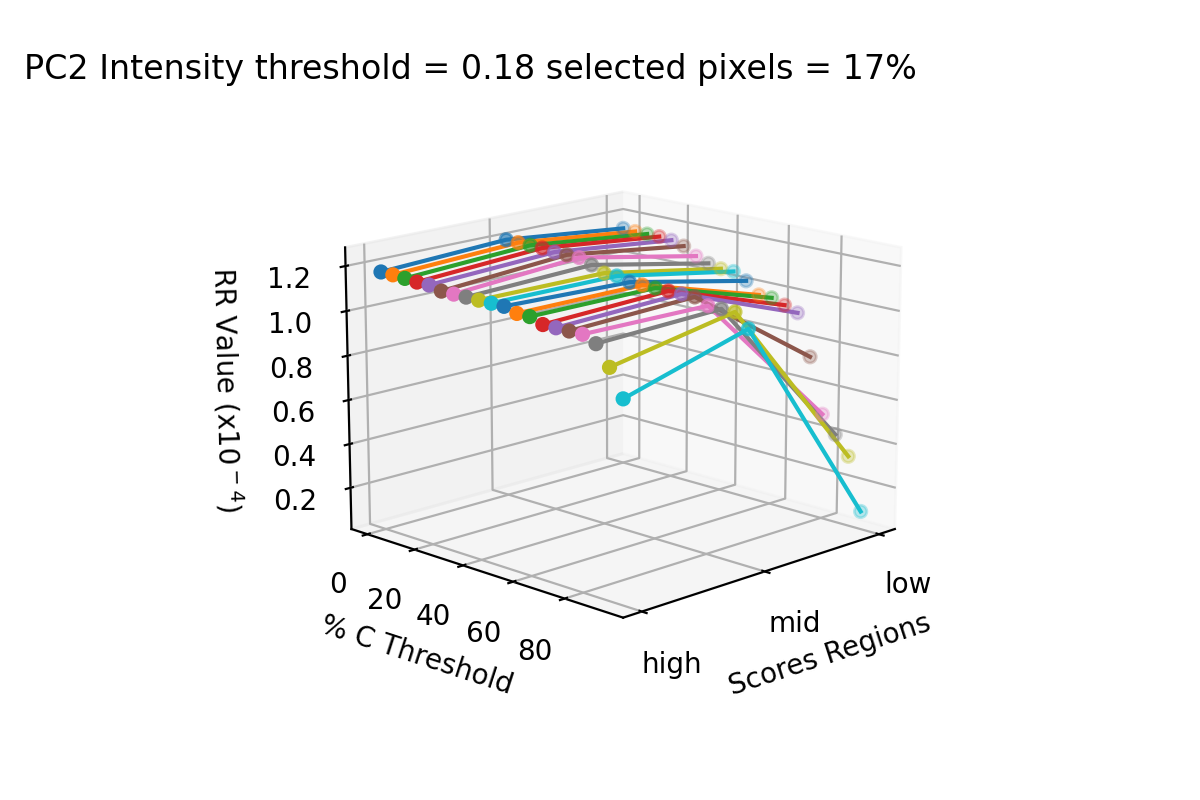 PC2 Intensity threshold = 0.18 selected pixels = 17%
RR Value (x10⁻⁴)
1.2
1.0
0.8
0.6
0.4
0.2
0
20
40
60
80
% C Threshold
high
mid
low
Scores Regions